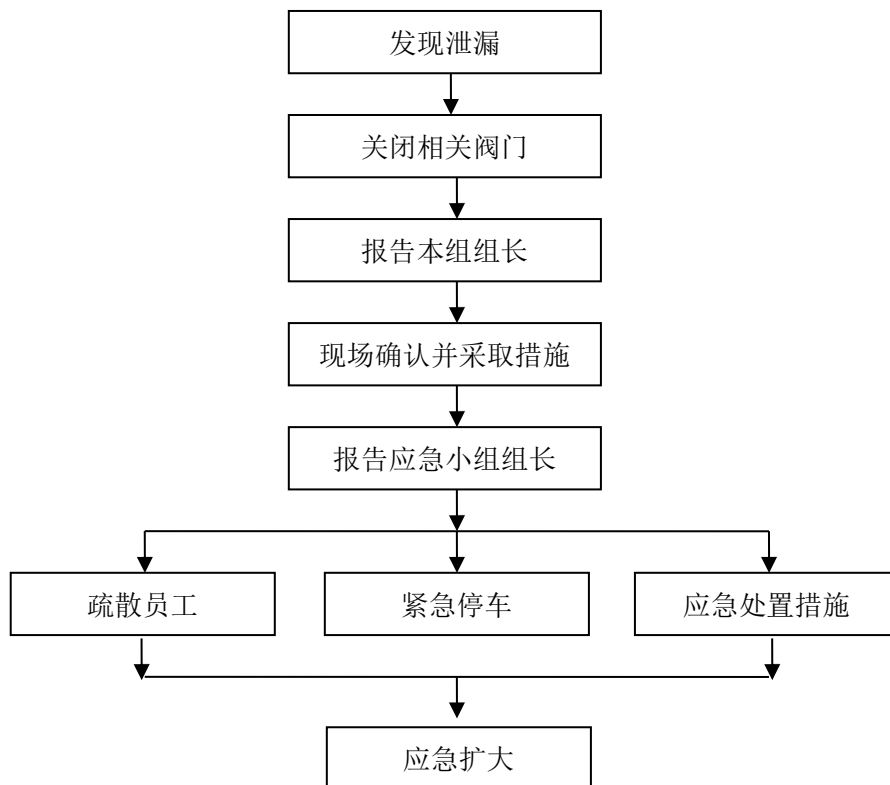 发现泄漏
关闭相关阀门
报告本组组长
现场确认并采取措施
报告应急小组组长
疏散员工
紧急停车
应急处置措施
应急扩大